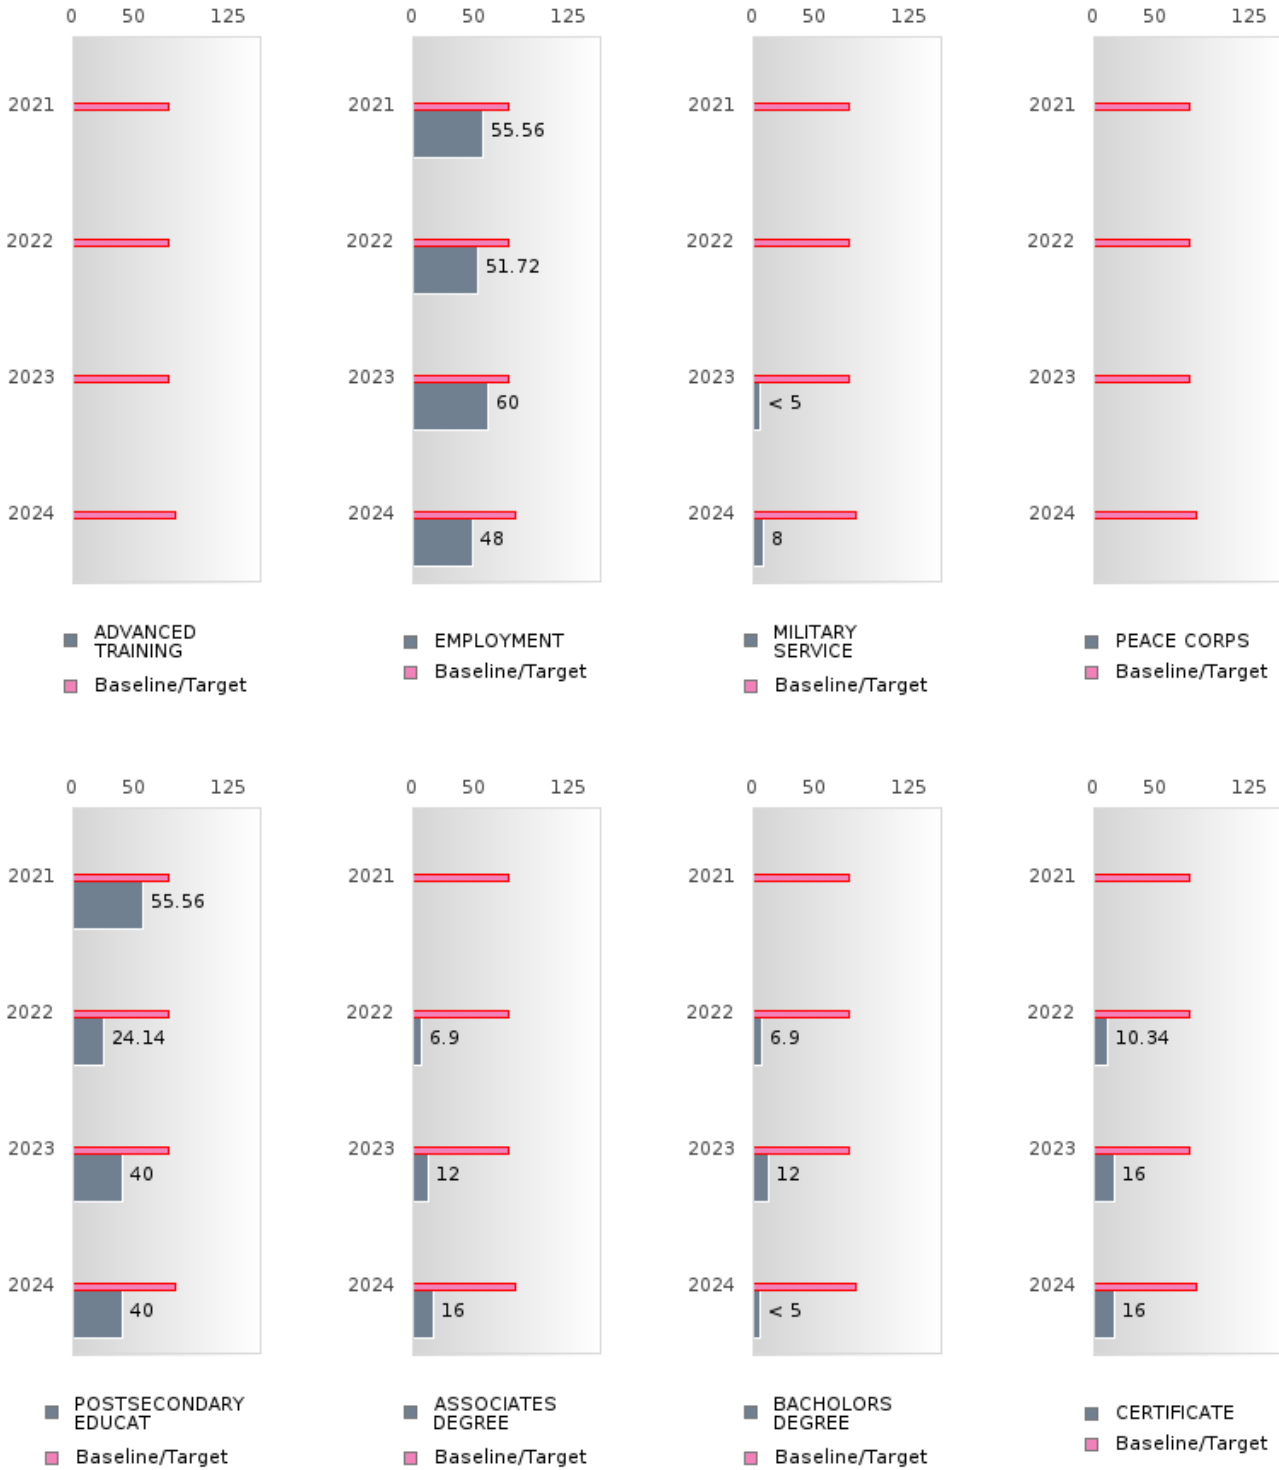 0 50 125
2021
2022
2023
2024
ADVANCED
TRAINING
Baseline/Target
0 50 125
2021
55.56
2022
51.72
2023
60
2024
48
EMPLOYMENT
Baseline/Target
0 50 125
2021
2022
2023
< 5
2024
8
MILITARY
SERVICE
Baseline/Target
0 50 125
2021
2022
2023
2024
PEACE CORPS
Baseline/Target
0 50 125
2021
55.56
2022
24.14
2023
40
2024
40
POSTSECONDARY
EDUCAT
Baseline/Target
0 50 125
2021
2022
6.9
2023
12
2024
16
ASSOCIATES
DEGREE
Baseline/Target
0 50 125
2021
2022
6.9
2023
12
2024
< 5
BACHOLORS
DEGREE
Baseline/Target
0 50 125
2021
2022
10.34
2023
16
2024
16
CERTIFICATE
Baseline/Target